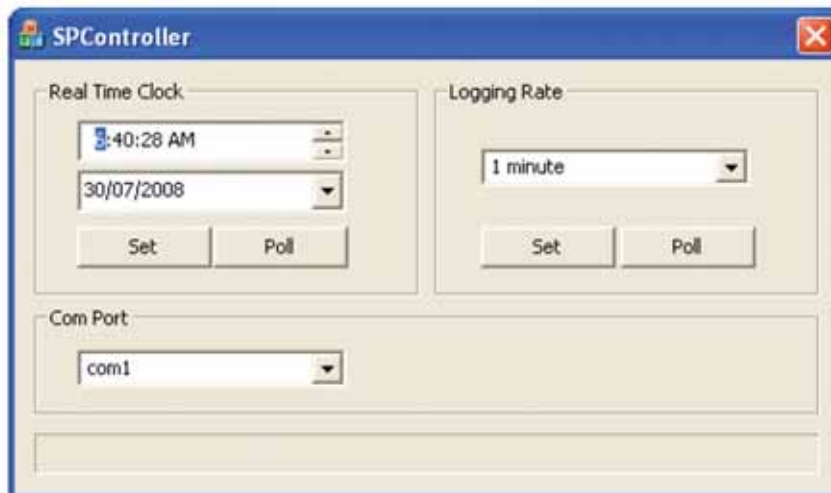 SPController
Real Time Clock
:40:28 AM
30/07/2008
Set Poll
Logging Rate
1 minute
Set Poll
Com Port
com1